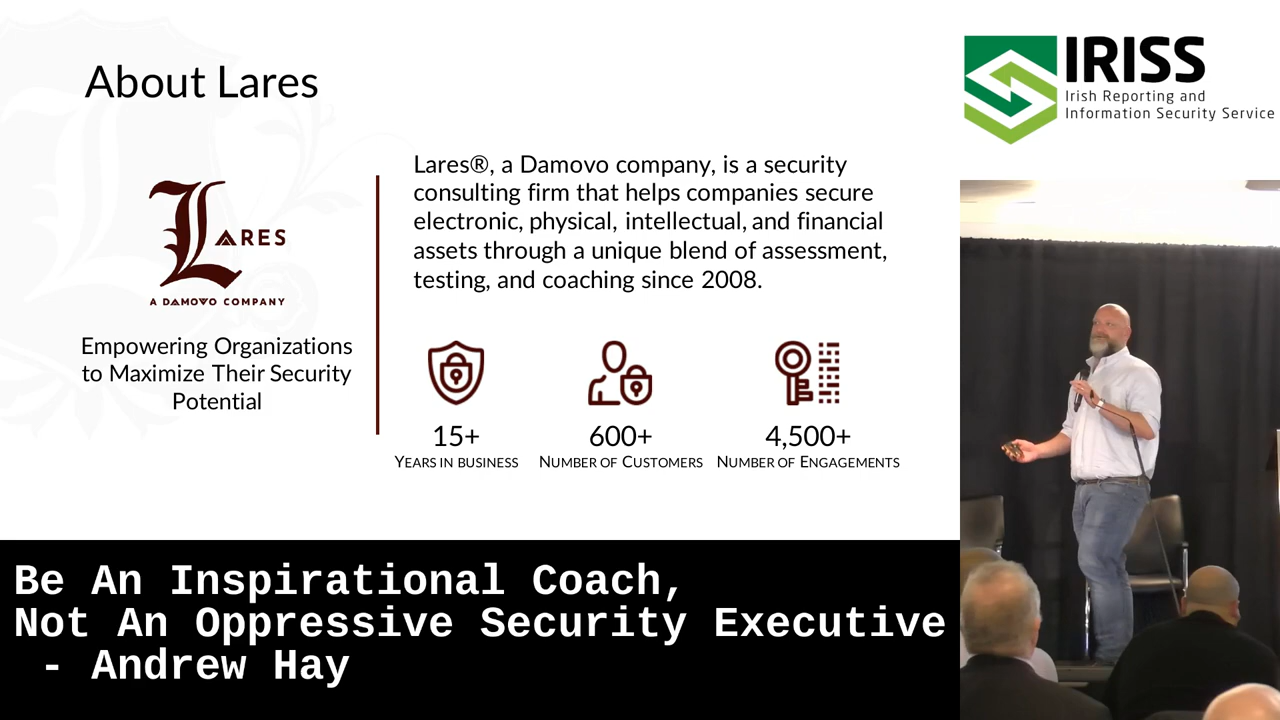 About Lares
IRISS
Irish Reporting and
Information Security Service
LARES
A DAMOVO COMPANY
Empowering Organizations
to Maximize Their Security
Potential
Lares®, a Damovo company, is a security
consulting firm that helps companies secure
electronic, physical, intellectual, and financial
assets through a unique blend of assessment,
testing, and coaching since 2008.
15+
YEARS IN BUSINESS
600+
NUMBER OF CUSTOMERS
4,500+
NUMBER OF ENGAGEMENTS
Be An Inspirational Coach,
Not An Oppressive Security Executive
- Andrew Hay